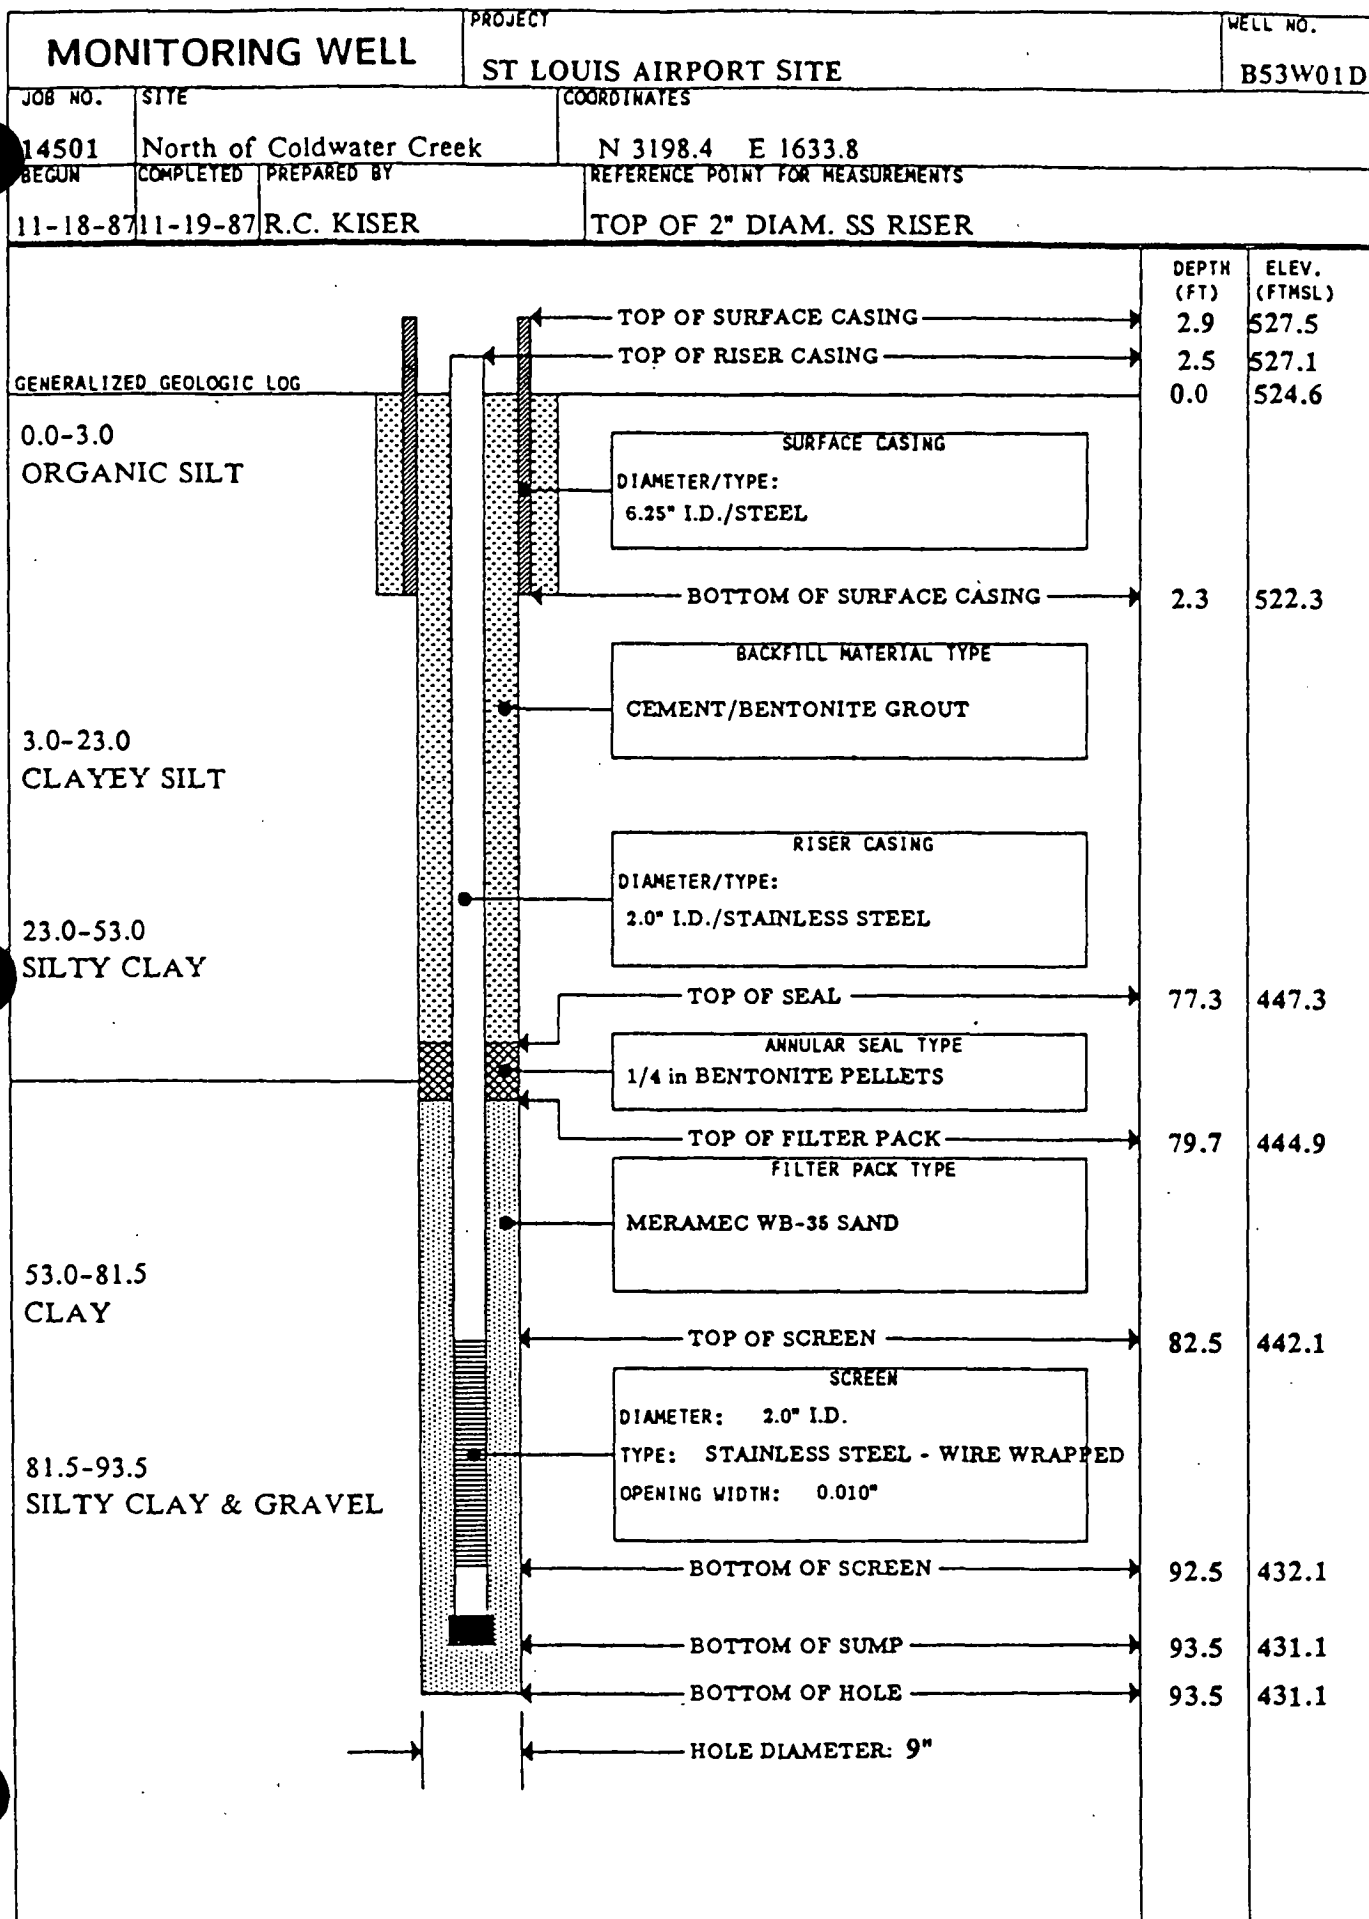 MONITORING WELL
PROJECT
ST LOUIS AIRPORT SITE
WELL NO.
B53W01D
JOB NO.
14501
SITE
North of Coldwater Creek
COORDINATES
N 3198.4 E 1633.8
BEGUN
11-18-87
COMPLETED
11-19-87
PREPARED BY
R.C. KISER
REFERENCE POINT FOR MEASUREMENTS
TOP OF 2" DIAM. SS RISER
DEPTH ELEV.
(FT) (FTMSL)
TOP OF SURFACE CASING 2.9 527.5
TOP OF RISER CASING 2.5 527.1
GENERALIZED GEOLOGIC LOG 0.0 524.6
0.0-3.0
ORGANIC SILT
SURFACE CASING
DIAMETER/TYPE:
6.25" I.D./STEEL
BOTTOM OF SURFACE CASING 2.3 522.3
BACKFILL MATERIAL TYPE
CEMENT/BENTONITE GROUT
3.0-23.0
CLAYEY SILT
RISER CASING
DIAMETER/TYPE:
2.0" I.D./STAINLESS STEEL
23.0-53.0
SILTY CLAY
TOP OF SEAL 77.3 447.3
ANNULAR SEAL TYPE
1/4 in BENTONITE PELLETS
TOP OF FILTER PACK 79.7 444.9
FILTER PACK TYPE
MERAMEC WB-35 SAND
53.0-81.5
CLAY
TOP OF SCREEN 82.5 442.1
SCREEN
DIAMETER: 2.0" I.D.
TYPE: STAINLESS STEEL - WIRE WRAPPED
OPENING WIDTH: 0.010"
81.5-93.5
SILTY CLAY & GRAVEL
BOTTOM OF SCREEN 92.5 432.1
BOTTOM OF SUMP 93.5 431.1
BOTTOM OF HOLE 93.5 431.1
HOLE DIAMETER: 9"